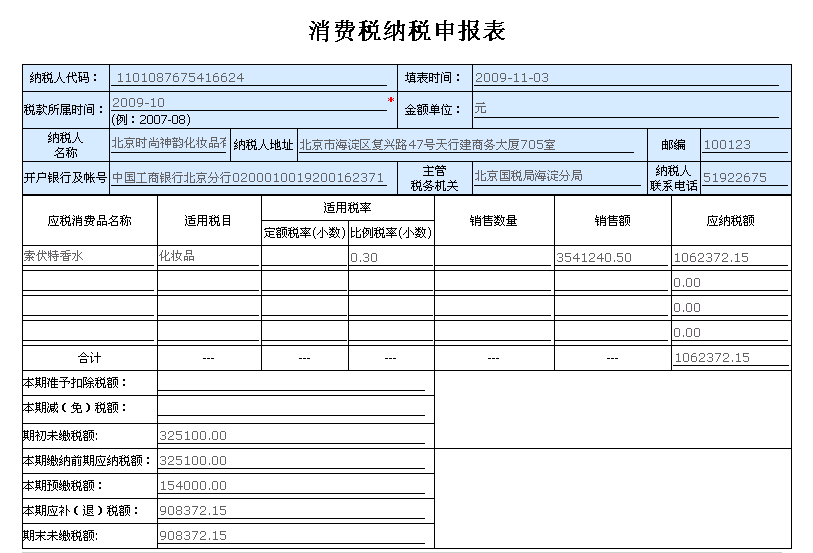 消费税纳税申报表
纳税人代码： 1101087675416624 填表时间： 2009-11-03
税款所属时间： 2009-10 * (例：2007-08) 金额单位： 元
纳税人名称 北京时尚神韵化妆品有 纳税人地址 北京市海淀区复兴路47号天行建商务大厦705室 邮编 100123
开户银行及帐号 中国工商银行北京分行0200010019200162371 主管税务机关 北京国税局海淀分局 纳税人联系电话 51922675
应税消费品名称 适用税目 适用税率 销售数量 销售额 应纳税额
定额税率(小数) 比例税率(小数)
索伏特香水 化妆品 0.30 3541240.50 1062372.15
0.00
0.00
0.00
合计 --- --- --- --- --- 1062372.15
本期准予扣除税额：
本期减（免）税额：
期初未缴税额: 325100.00
本期缴纳前期应纳税额： 325100.00
本期预缴税额： 154000.00
本期应补（退）税额： 908372.15
期末未缴税额: 908372.15